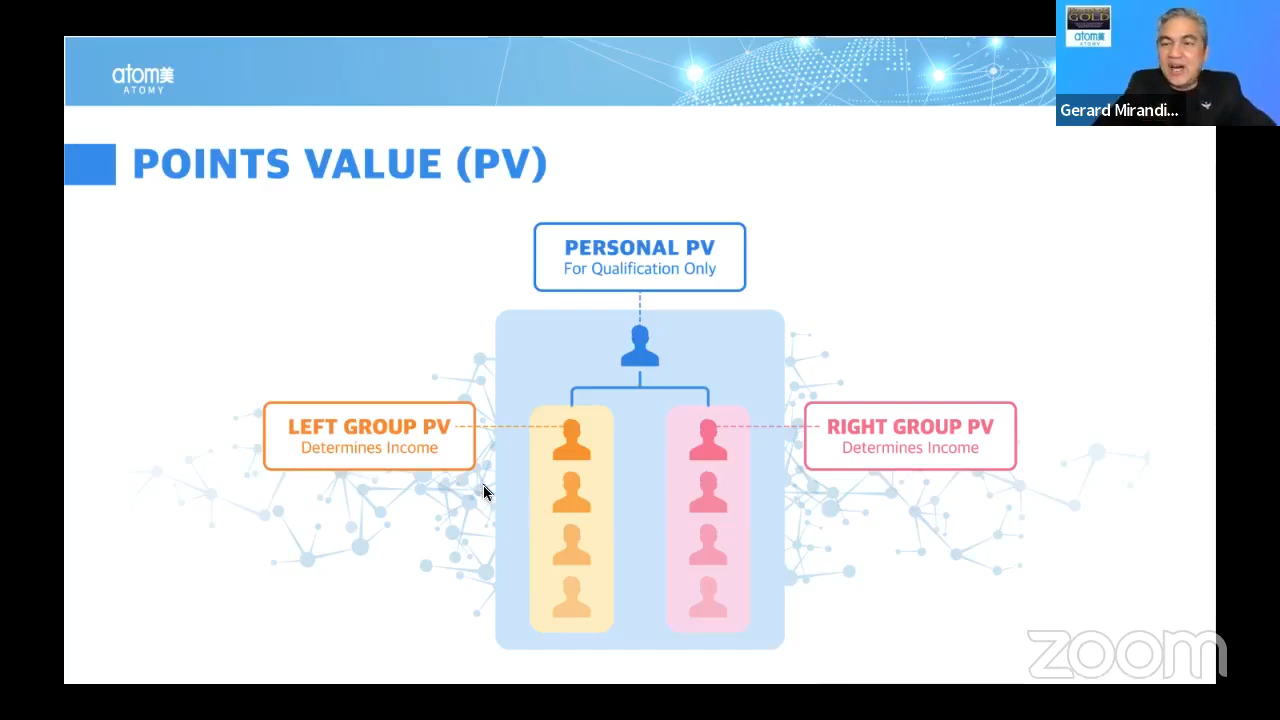 atom美
ATOMY
GOLD
atom美
ATOMY
Gerard Mirandi...
POINTS VALUE (PV)
PERSONAL PV
For Qualification Only
LEFT GROUP PV
Determines Income
RIGHT GROUP PV
Determines Income
zoom